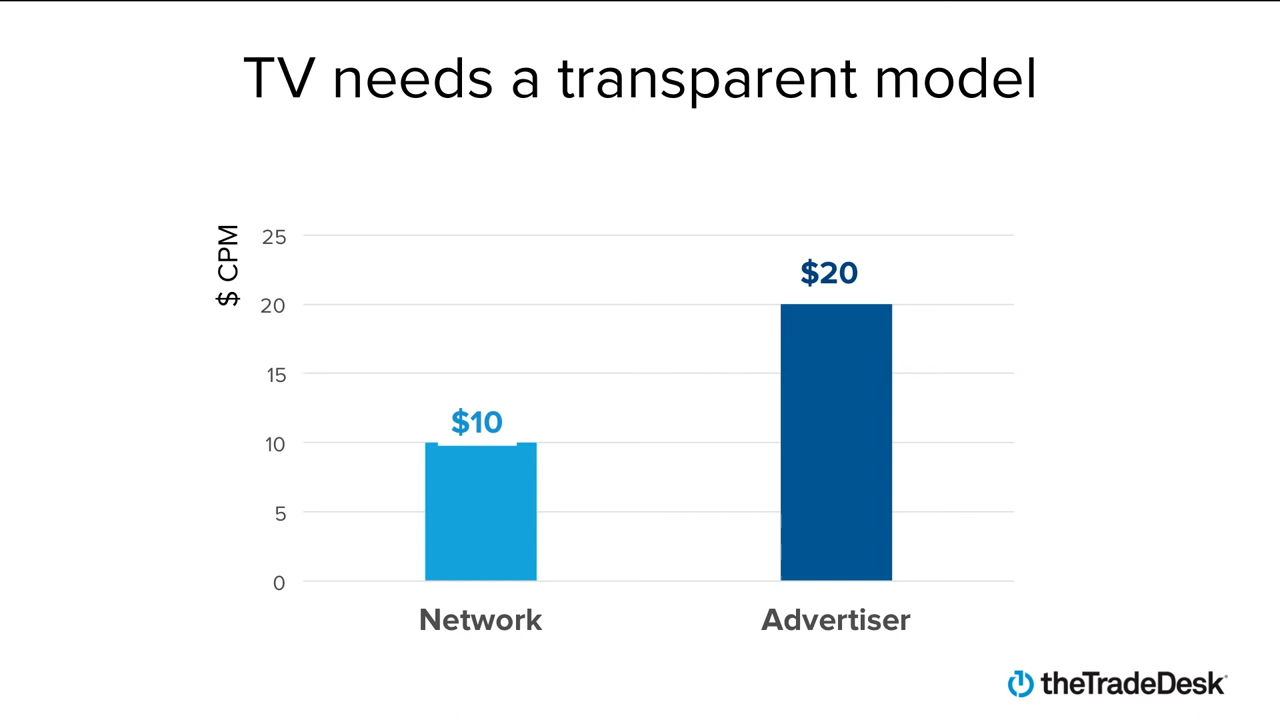 TV needs a transparent model
$ CPM
25
$20
20
15
$10
10
5
0
Network
Advertiser
theTradeDesk